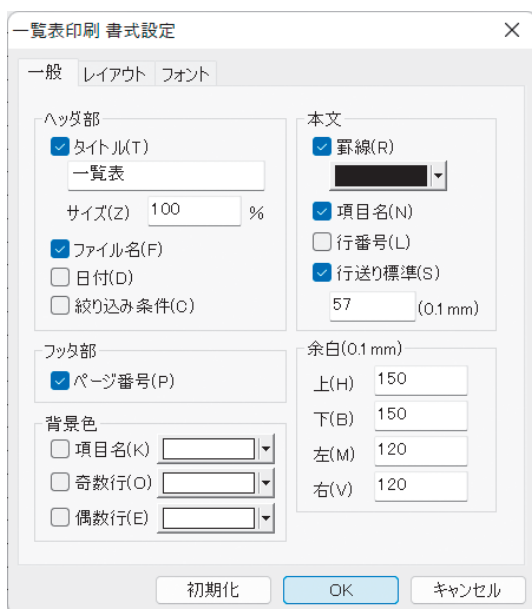 一覧表印刷 書式設定
一般 レイアウト フォント
ヘッダ部
タイトル(T)
一覧表
サイズ(Z) 100 %
ファイル名(F)
日付(D)
絞り込み条件(C)
フッタ部
ページ番号(P)
背景色
項目名(K)
奇数行(O)
偶数行(E)
本文
罫線(R)
項目名(N)
行番号(L)
行送り標準(S)
57 (0.1 mm)
余白(0.1 mm)
上(H) 150
下(B) 150
左(M) 120
右(V) 120
初期化 OK キャンセル